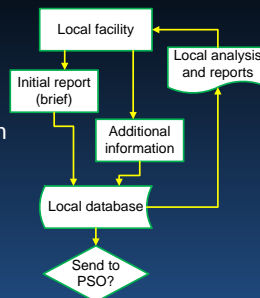 Local facility
Local analysis
and reports
Initial report
(brief)
Additional
information
Local database
Send to
PSO?